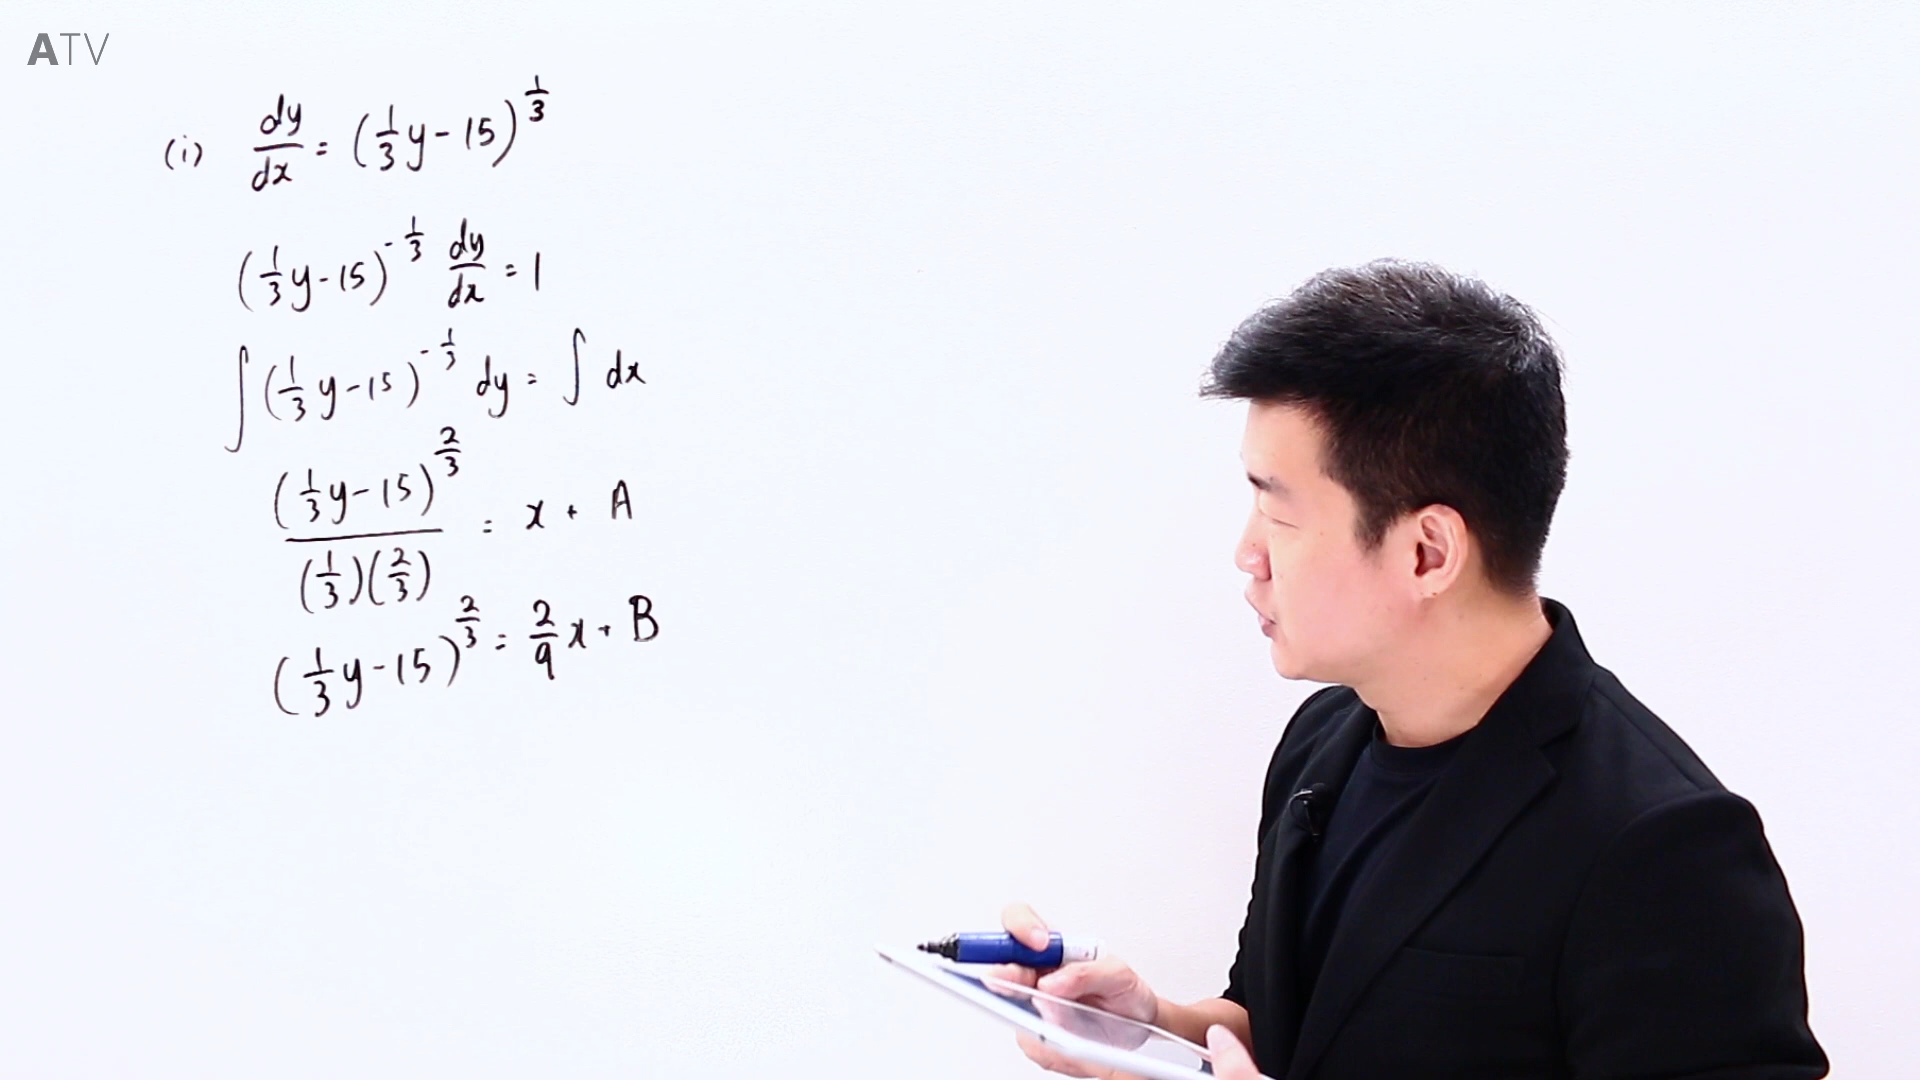 ATV
(i) dy/dx = (1/3 y - 15)^(1/3)
(1/3 y - 15)^(-1/3) dy/dx = 1
∫ (1/3 y - 15)^(-1/3) dy = ∫ dx
(1/3 y - 15)^(2/3) / (1/3)(2/3) = x + A
(1/3 y - 15)^(2/3) = 2/9 x + B